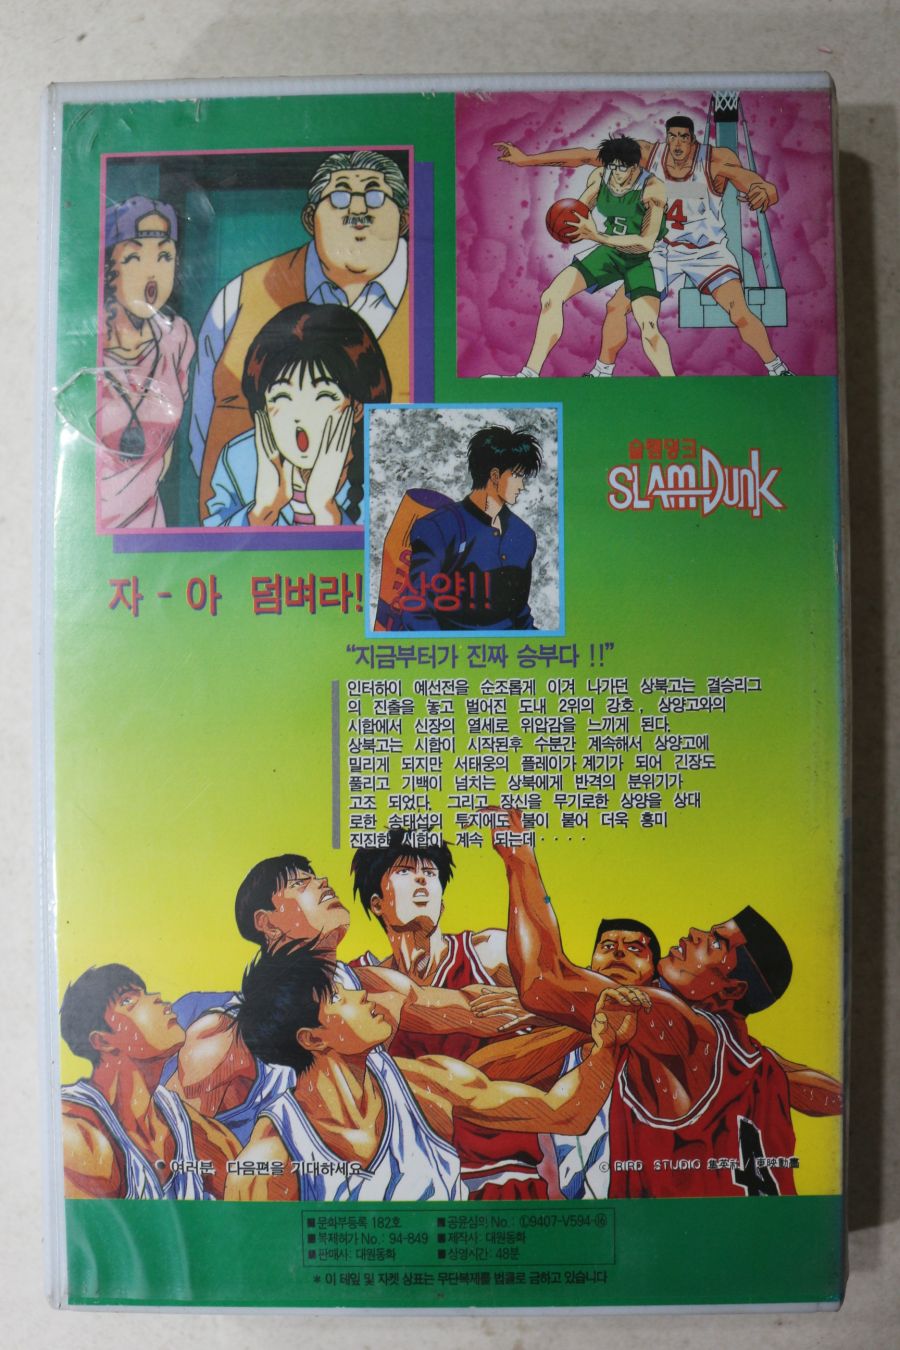 슬램덩크
SLAM DUNK
5
4
자-아 덤벼라! 상양!!
"지금부터가 진짜 승부다 !!"
인터하이 예선전을 순조롭게 이겨 나가던 상북고는 결승리그
의 진출을 놓고 벌어진 도내 2위의 강호, 상양고와의
시합에서 신장의 열세로 위압감을 느끼게 된다.
상북고는 시합이 시작된후 수분간 계속해서 상양고에
밀리게 되지만 서태웅의 플레이가 계기가 되어 긴장도
풀리고 기백이 넘치는 상북에게 반격의 분위기가
고조 되었다. 그리고 장신을 무기로한 상양을 상대
로한 송태섭의 투지에도 불이 붙어 더욱 흥미
진진한 시합이 계속 되는데 ····
• 여러분 다음편을 기대하세요
© BIRD STUDIO 集英社 / 東映動畵
4
■문화부등록 182호 ■공윤심의 No.: ⓒ9407-V594-⑯
■복제허가 No.: 94-849 ■제작사: 대원동화
■판매사: 대원동화 ■상영시간: 48분
* 이 테잎 및 자켓 상표는 무단복제를 법률로 금하고 있습니다